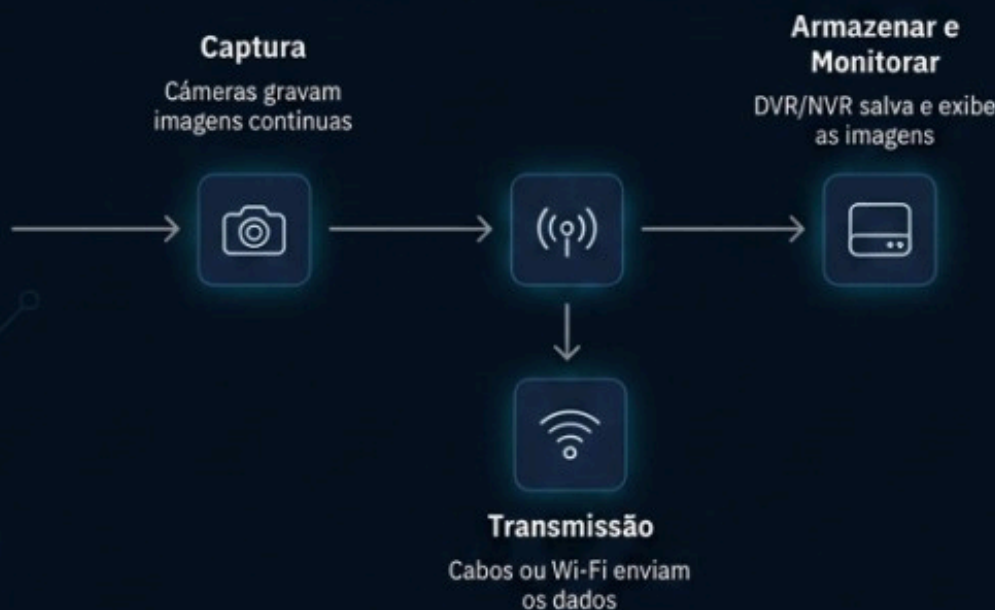 Captura
Câmeras gravam
imagens continuas
Armazenar e
Monitorar
DVR/NVR salva e exibe
as imagens
Transmissão
Cabos ou Wi-Fi enviam
os dados